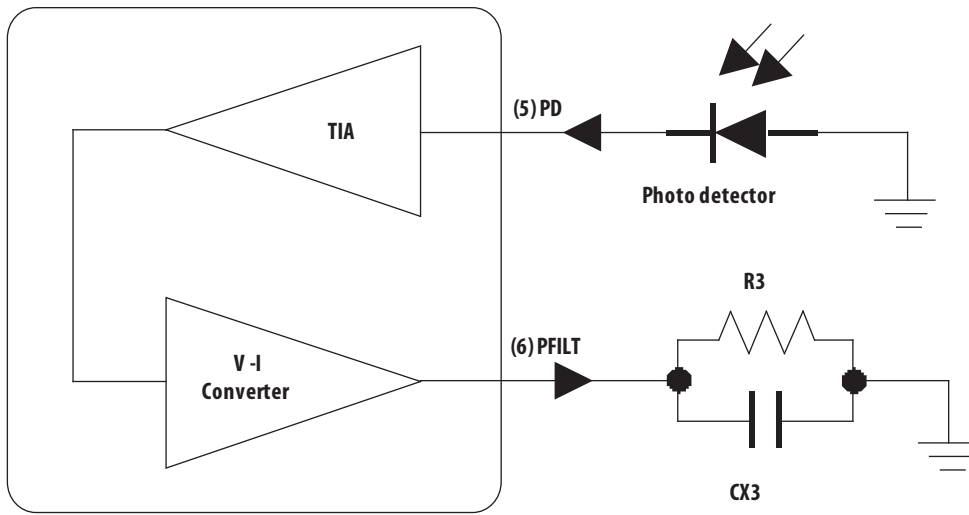 (5) PD
TIA
Photo detector
R3
(6) PFILT
V -I
Converter
CX3